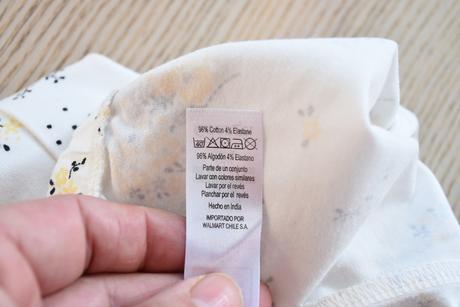 96% Cotton 4% Elastane
96% Algodón 4% Elastano
Parte de un conjunto
Lavar con colores similares
Lavar por el revés
Planchar por el revés
Hecho en India
IMPORTADO POR
WALMART CHILE S.A.